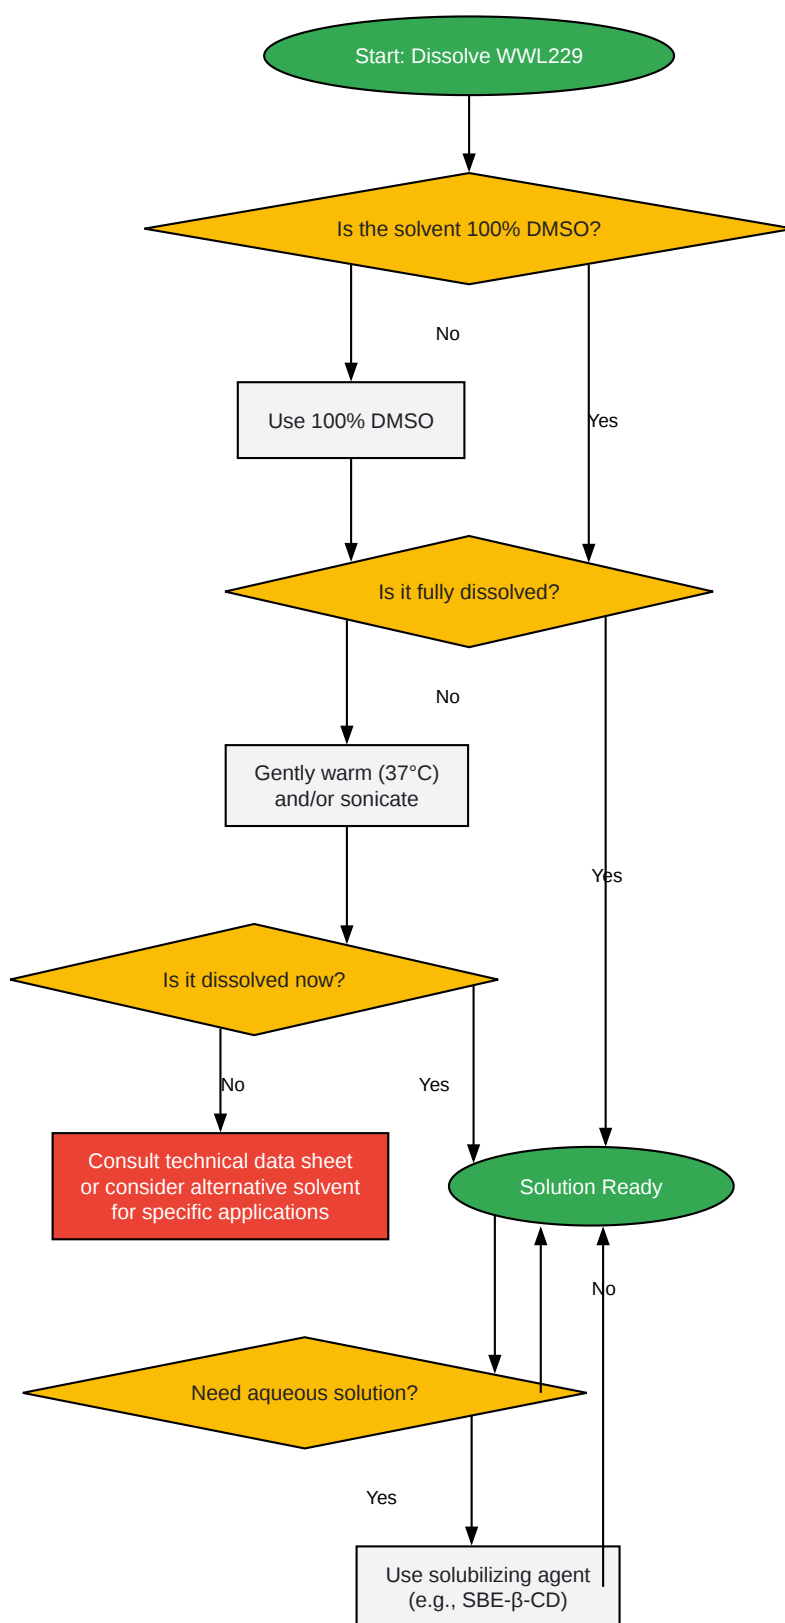 Start: Dissolve WWL229
Is the solvent 100% DMSO?
No
Use 100% DMSO
Yes
Is it fully dissolved?
No
Gently warm (37°C)
and/or sonicate
Yes
Is it dissolved now?
No
Yes
Consult technical data sheet
or consider alternative solvent
for specific applications
Solution Ready
No
Need aqueous solution?
Yes
Use solubilizing agent
(e.g., SBE-β-CD)